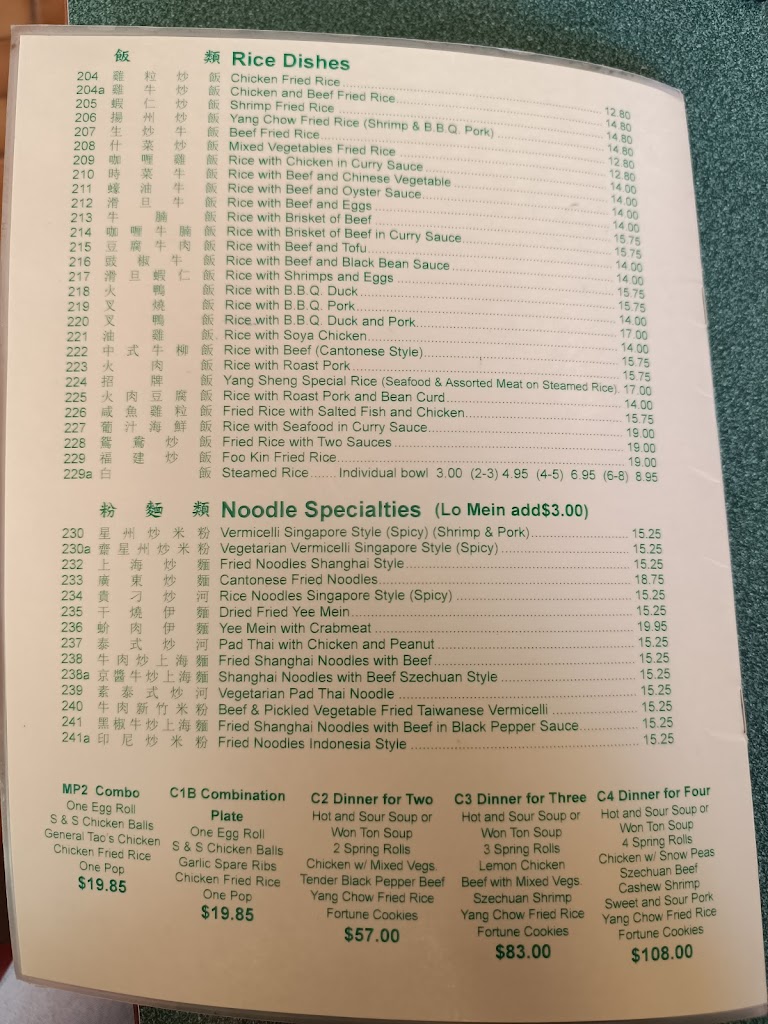 飯 類 Rice Dishes
204 雞粒炒飯 Chicken Fried Rice 12.80
204a 雞牛炒飯 Chicken and Beef Fried Rice 14.80
205 蝦仁炒飯 Shrimp Fried Rice 14.80
206 揚州炒飯 Yang Chow Fried Rice (Shrimp & B.B.Q. Pork) 14.80
207 生炒牛飯 Beef Fried Rice 12.80
208 什菜炒飯 Mixed Vegetables Fried Rice 12.80
209 咖喱雞飯 Rice with Chicken in Curry Sauce 14.00
210 時菜牛飯 Rice with Beef and Chinese Vegetable 14.00
211 蠔油牛飯 Rice with Beef and Oyster Sauce 14.00
212 滑旦牛飯 Rice with Beef and Eggs 14.00
213 牛腩飯 Rice with Brisket of Beef 15.75
214 咖喱牛腩飯 Rice with Brisket of Beef in Curry Sauce 15.75
215 豆腐牛肉飯 Rice with Beef and Tofu 14.00
216 豉椒牛飯 Rice with Beef and Black Bean Sauce 14.00
217 滑旦蝦仁飯 Rice with Shrimps and Eggs 15.75
218 火鴨飯 Rice with B.B.Q. Duck 15.75
219 叉燒飯 Rice with B.B.Q. Pork 14.00
220 叉鴨飯 Rice with B.B.Q. Duck and Pork 17.00
221 油雞飯 Rice with Soya Chicken 14.00
222 中式牛柳飯 Rice with Beef (Cantonese Style) 15.75
223 火肉飯 Rice with Roast Pork 15.75
224 招牌飯 Yang Sheng Special Rice (Seafood & Assorted Meat on Steamed Rice) 17.00
225 火肉豆腐飯 Rice with Roast Pork and Bean Curd 14.00
226 咸魚雞粒飯 Fried Rice with Salted Fish and Chicken 15.75
227 葡汁海鮮飯 Rice with Seafood in Curry Sauce 19.00
228 鴛鴦炒飯 Fried Rice with Two Sauces 19.00
229 福建炒飯 Foo Kin Fried Rice 19.00
229a 白飯 Steamed Rice....... Individual bowl 3.00 (2-3) 4.95 (4-5) 6.95 (6-8) 8.95
粉 麵 類 Noodle Specialties (Lo Mein add$3.00)
230 星州炒米粉 Vermicelli Singapore Style (Spicy) (Shrimp & Pork) 15.25
230a 齋星州炒米粉 Vegetarian Vermicelli Singapore Style (Spicy) 15.25
232 上海炒麵 Fried Noodles Shanghai Style 15.25
233 廣東炒麵 Cantonese Fried Noodles 18.75
234 貴刁炒河 Rice Noodles Singapore Style (Spicy) 15.25
235 干燒伊麵 Dried Fried Yee Mein 15.25
236 蚧肉伊麵 Yee Mein with Crabmeat 19.95
237 泰式炒河 Pad Thai with Chicken and Peanut 15.25
238 牛肉炒上海麵 Fried Shanghai Noodles with Beef 15.25
238a 京醬牛炒上海麵 Shanghai Noodles with Beef Szechuan Style 15.25
239 素泰式炒河 Vegetarian Pad Thai Noodle 15.25
240 牛肉新竹米粉 Beef & Pickled Vegetable Fried Taiwanese Vermicelli 15.25
241 黑椒牛炒上海麵 Fried Shanghai Noodles with Beef in Black Pepper Sauce 15.25
241a 印尼炒米粉 Fried Noodles Indonesia Style 15.25
MP2 Combo
One Egg Roll
S & S Chicken Balls
General Tao's Chicken
Chicken Fried Rice
One Pop
$19.85
C1B Combination
Plate
One Egg Roll
S & S Chicken Balls
Garlic Spare Ribs
Chicken Fried Rice
One Pop
$19.85
C2 Dinner for Two
Hot and Sour Soup or
Won Ton Soup
2 Spring Rolls
Chicken w/ Mixed Vegs.
Tender Black Pepper Beef
Yang Chow Fried Rice
Fortune Cookies
$57.00
C3 Dinner for Three
Hot and Sour Soup or
Won Ton Soup
3 Spring Rolls
Lemon Chicken
Beef with Mixed Vegs.
Szechuan Shrimp
Yang Chow Fried Rice
Fortune Cookies
$83.00
C4 Dinner for Four
Hot and Sour Soup or
Won Ton Soup
4 Spring Rolls
Chicken w/ Snow Peas
Szechuan Beef
Cashew Shrimp
Sweet and Sour Pork
Yang Chow Fried Rice
Fortune Cookies
$108.00